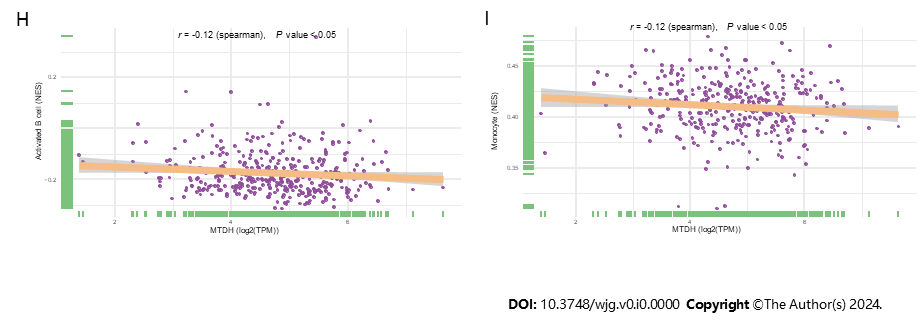 H
r = -0.12 (spearman), P value < 0.05
0.2
−0.2
Activated B cell (NES)
2 4 6
MTDH (log2(TPM))
I
r = -0.12 (spearman), P value < 0.05
0.45
0.40
0.35
Monocyte (NES)
2 4 6
MTDH (log2(TPM))
DOI: 10.3748/wjg.v0.i0.0000 Copyright ©The Author(s) 2024.